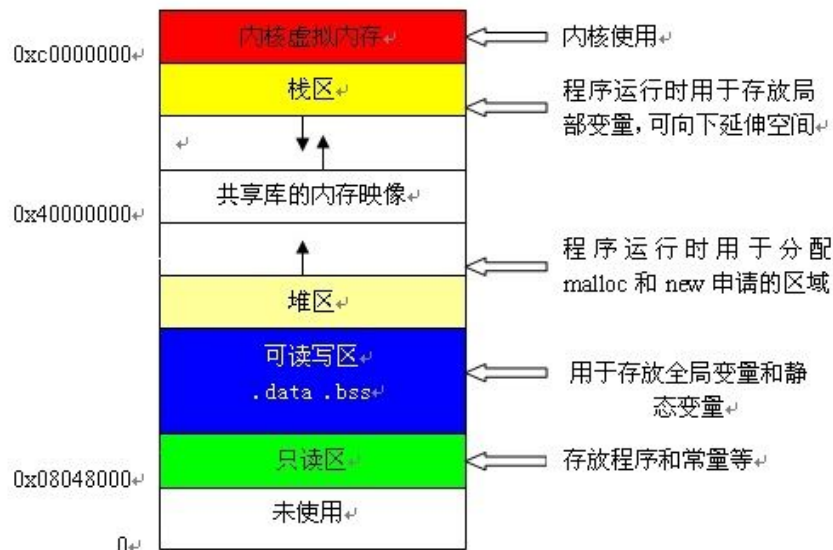 内核虚拟内存
内核使用
0xc0000000
栈区
程序运行时用于存放局
部变量,可向下延伸空间
共享库的内存映像
0x40000000
程序运行时用于分配
malloc 和 new 申请的区域
堆区
可读写区
.data .bss
用于存放全局变量和静
态变量
只读区
存放程序和常量等
0x08048000
未使用
0